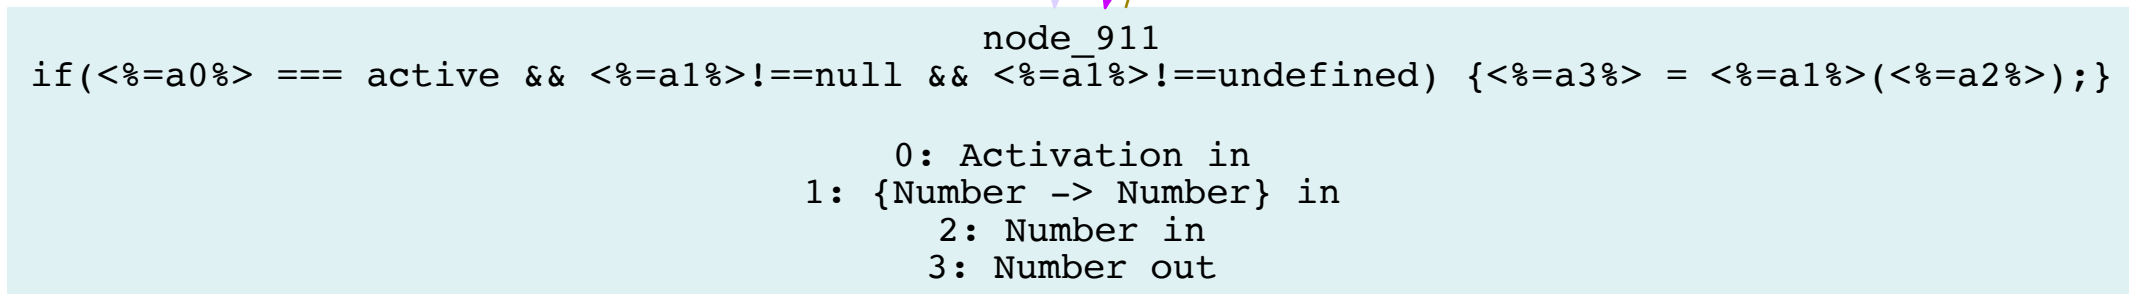 node_911
if(<%=a0%> === active && <%=a1%>!==null && <%=a1%>!==undefined) {<%=a3%> = <%=a1%>(<%=a2%>);}
0: Activation in
1: {Number -> Number} in
2: Number in
3: Number out